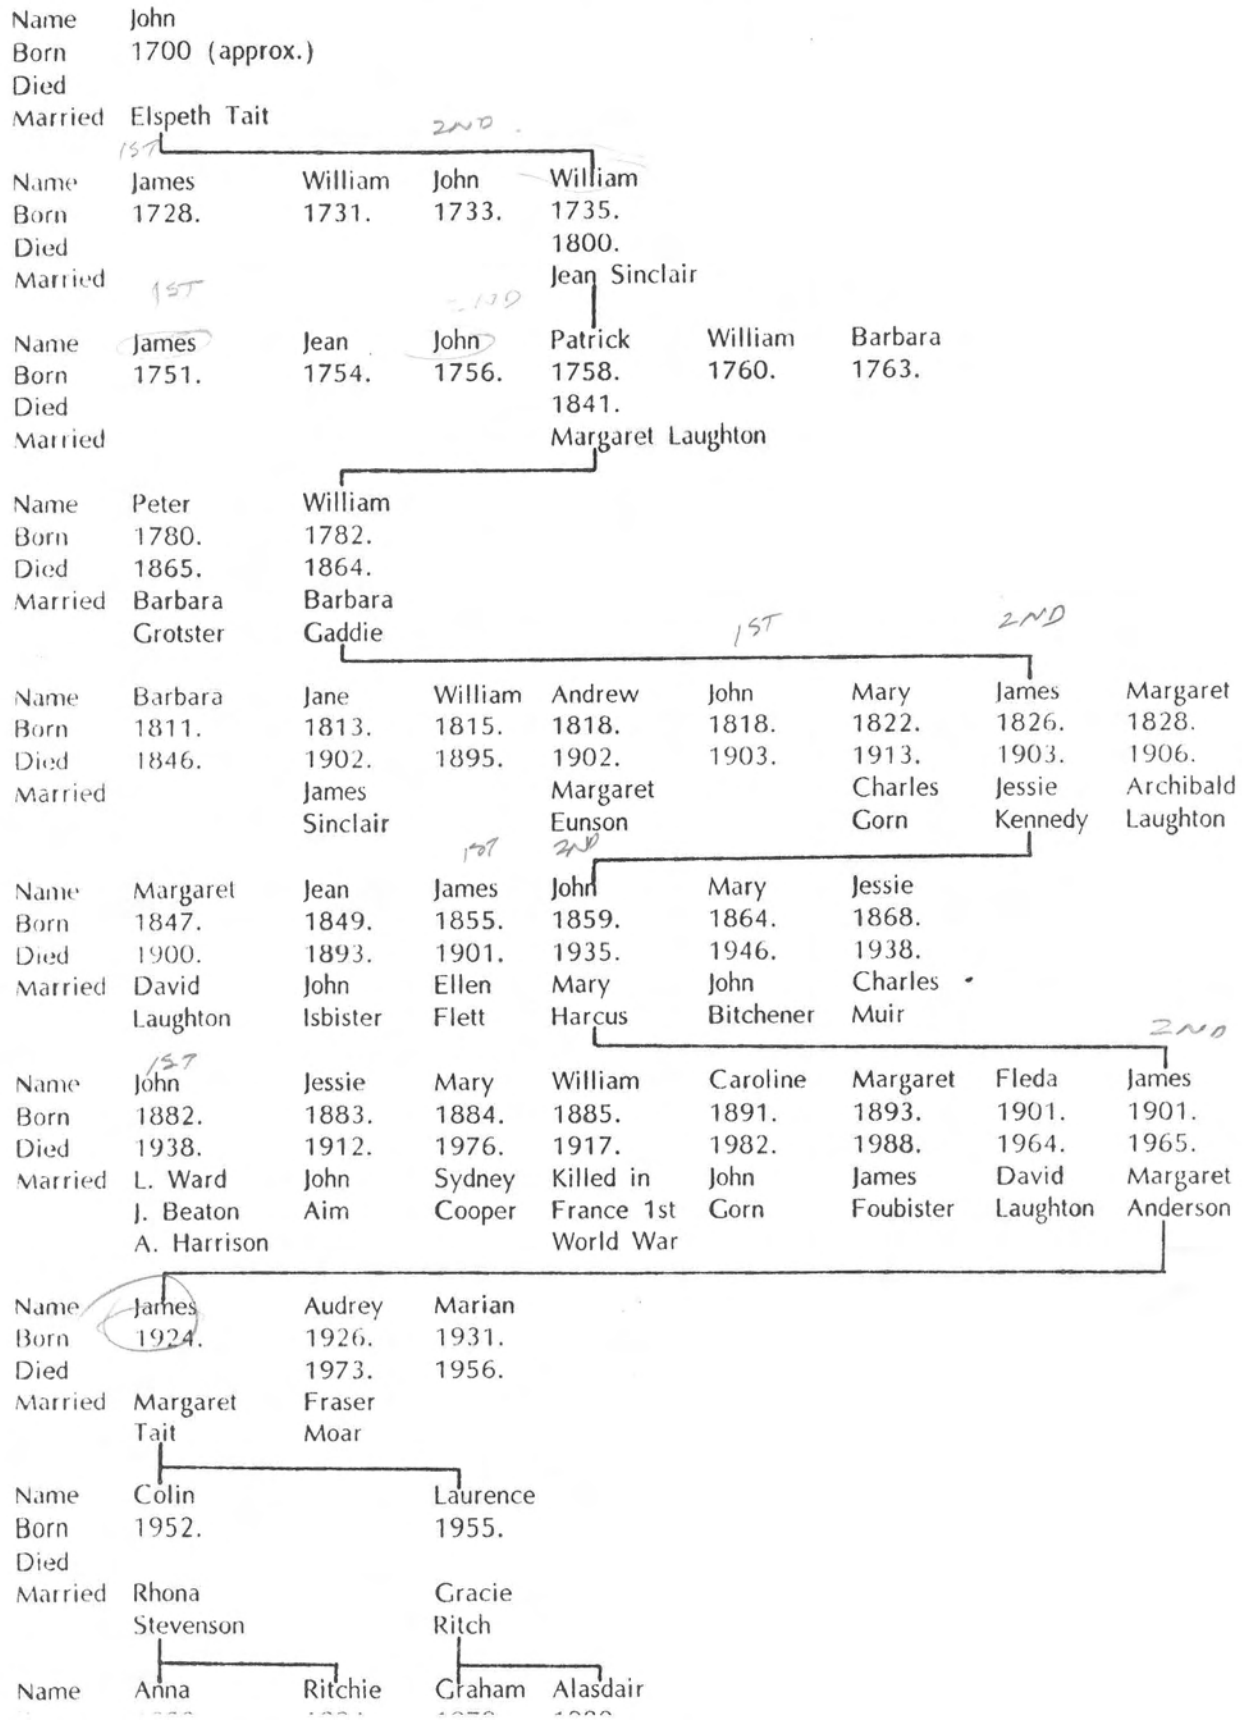 Name John
Born 1700 (approx.)
Died
Married Elspeth Tait
1ST 2ND
Name James William John William
Born 1728. 1731. 1733. 1735.
Died 1800.
Married Jean Sinclair
1ST 2ND
Name James Jean John Patrick William Barbara
Born 1751. 1754. 1756. 1758. 1760. 1763.
Died 1841.
Married Margaret Laughton
Name Peter William
Born 1780. 1782.
Died 1865. 1864.
Married Barbara Barbara
Grotster Gaddie
1ST 2ND
Name Barbara Jane William Andrew John Mary James Margaret
Born 1811. 1813. 1815. 1818. 1818. 1822. 1826. 1828.
Died 1846. 1902. 1895. 1902. 1903. 1913. 1903. 1906.
Married James Margaret Charles Jessie Archibald
Sinclair Eunson Gorn Kennedy Laughton
1ST 2ND
Name Margaret Jean James John Mary Jessie
Born 1847. 1849. 1855. 1859. 1864. 1868.
Died 1900. 1893. 1901. 1935. 1946. 1938.
Married David John Ellen Mary John Charles
Laughton Isbister Flett Harcus Bitchener Muir
1ST 2ND
Name John Jessie Mary William Caroline Margaret Fleda James
Born 1882. 1883. 1884. 1885. 1891. 1893. 1901. 1901.
Died 1938. 1912. 1976. 1917. 1982. 1988. 1964. 1965.
Married L. Ward John Sydney Killed in John James David Margaret
J. Beaton Aim Cooper France 1st Gorn Foubister Laughton Anderson
A. Harrison World War
Name James Audrey Marian
Born 1924. 1926. 1931.
Died 1973. 1956.
Married Margaret Fraser
Tait Moar
Name Colin Laurence
Born 1952. 1955.
Died
Married Rhona Gracie
Stevenson Ritch
Name Anna Ritchie Graham Alasdair